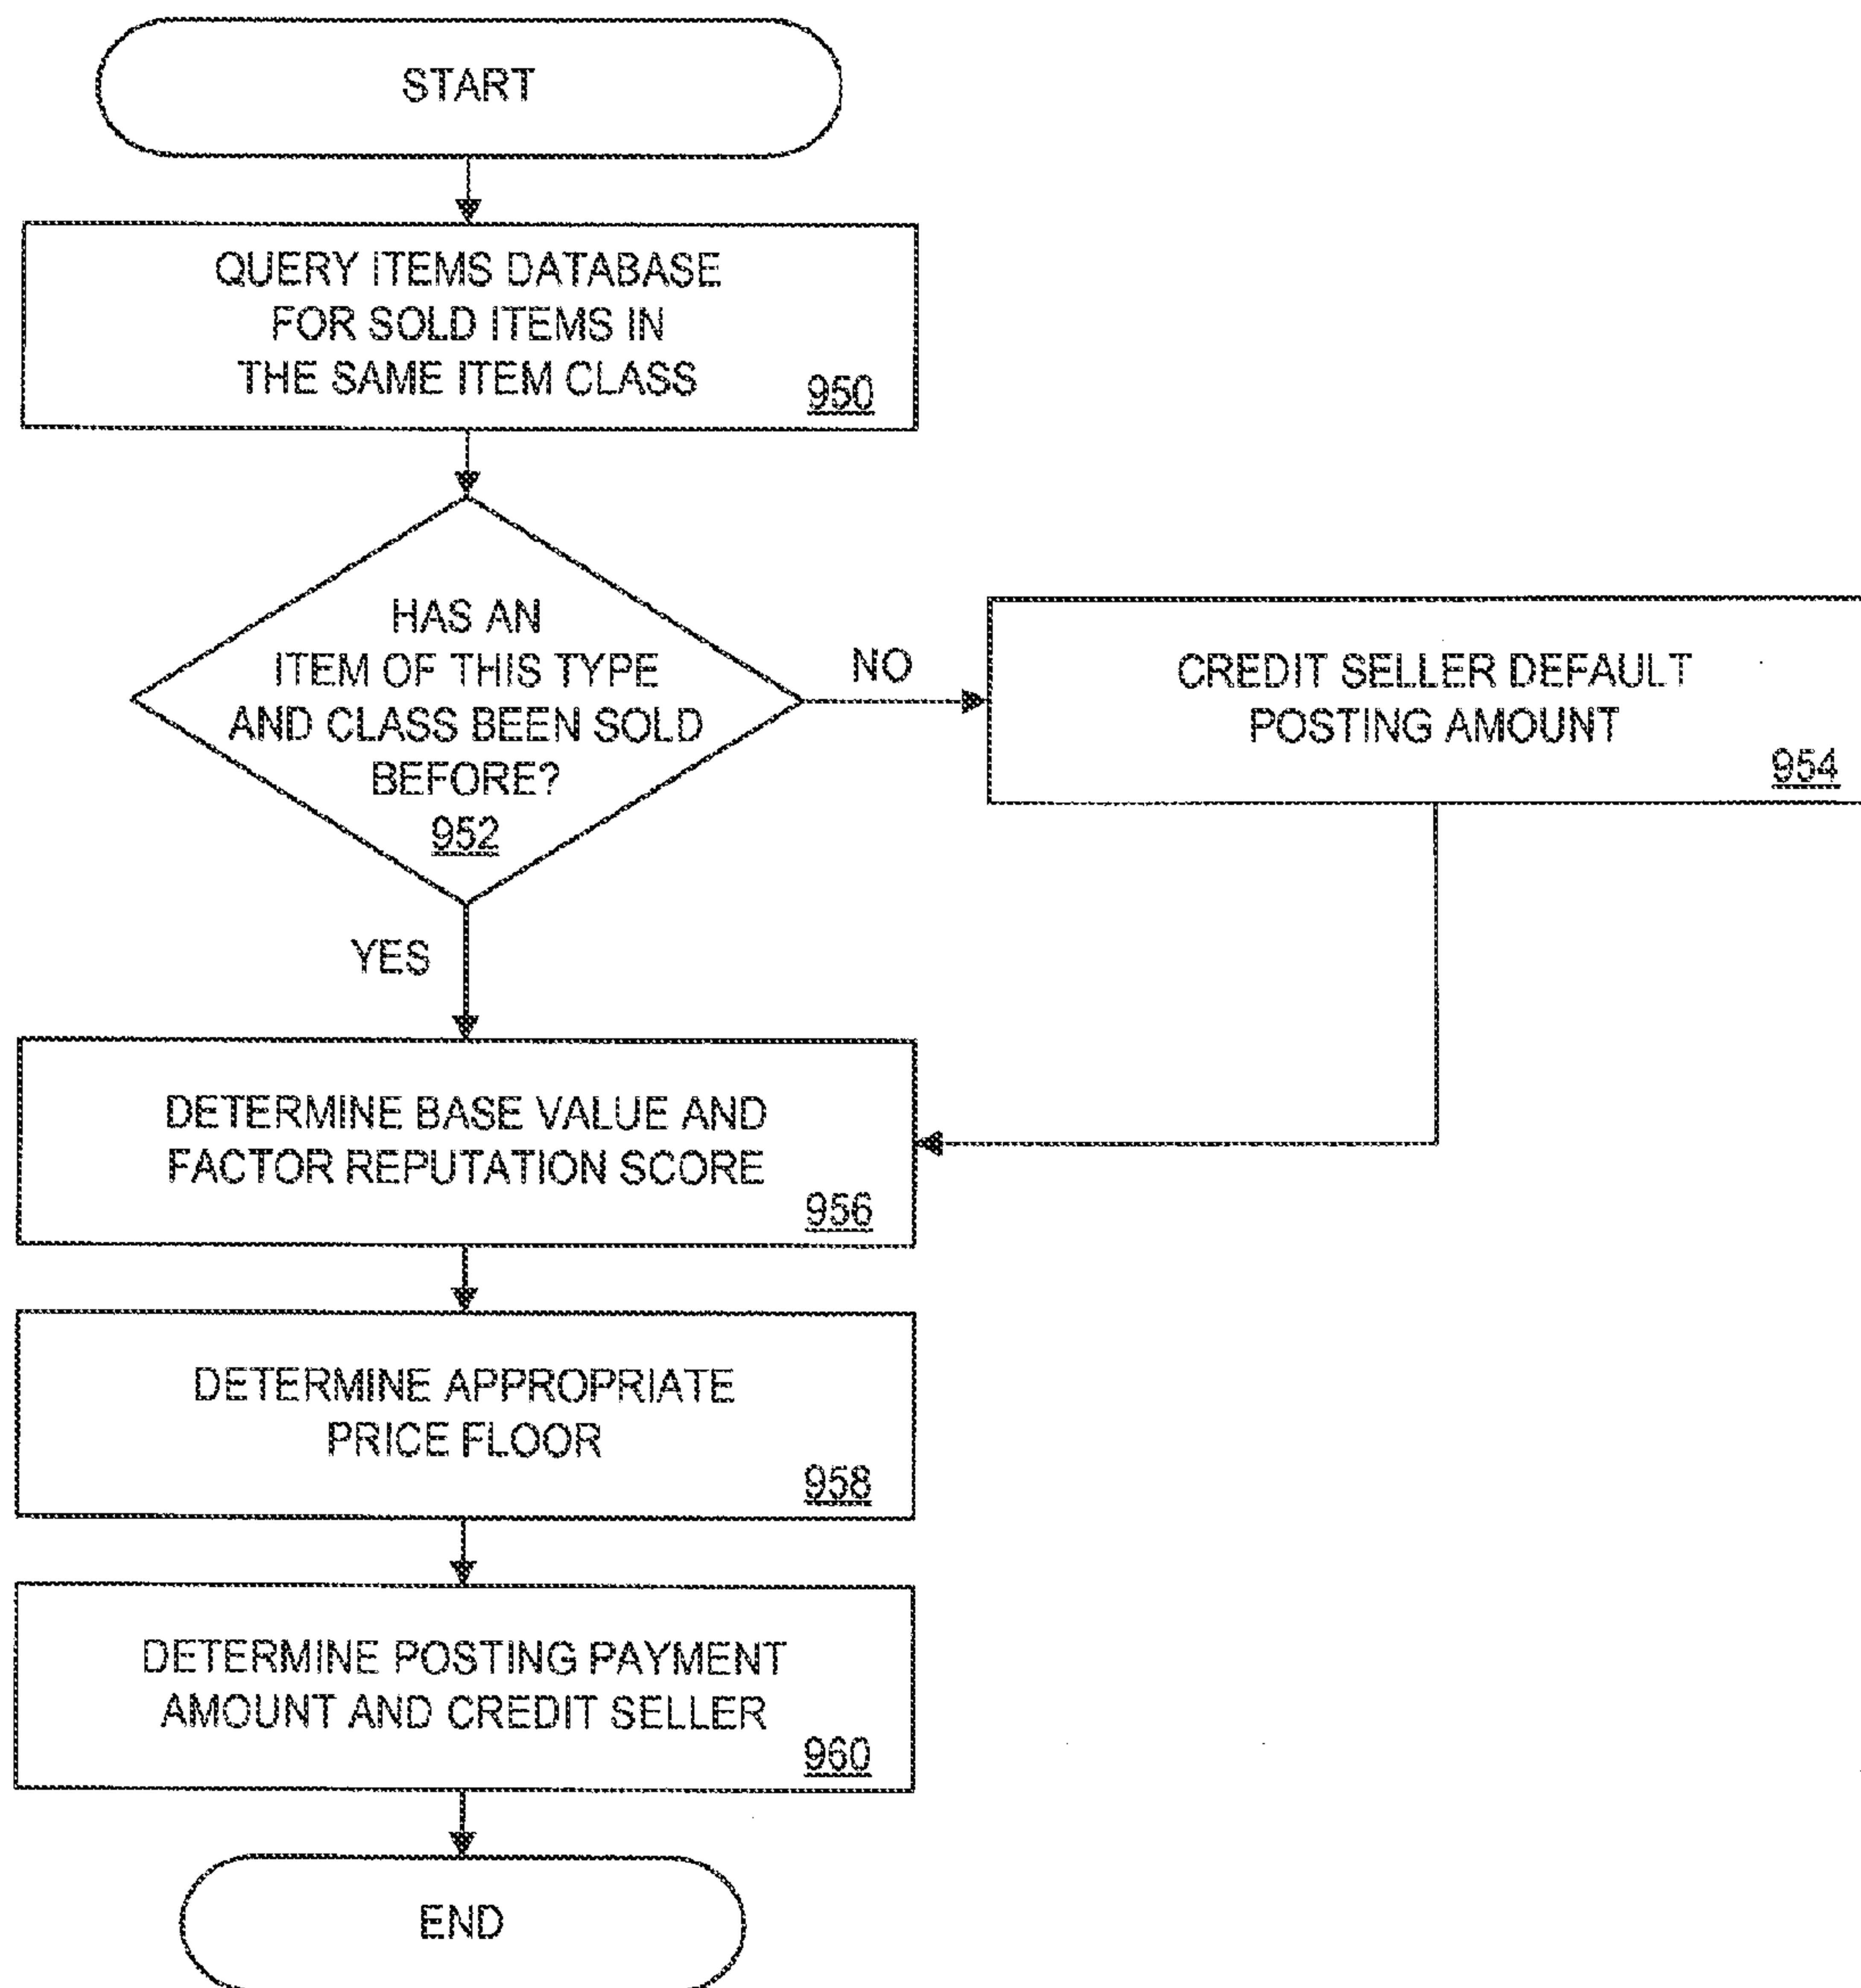 START
QUERY ITEMS DATABASE
FOR SOLD ITEMS IN
THE SAME ITEM CLASS
950
HAS AN
ITEM OF THIS TYPE
AND CLASS BEEN SOLD
BEFORE?
952
NO
CREDIT SELLER DEFAULT
POSTING AMOUNT
954
YES
DETERMINE BASE VALUE AND
FACTOR REPUTATION SCORE
956
DETERMINE APPROPRIATE
PRICE FLOOR
958
DETERMINE POSTING PAYMENT
AMOUNT AND CREDIT SELLER
960
END